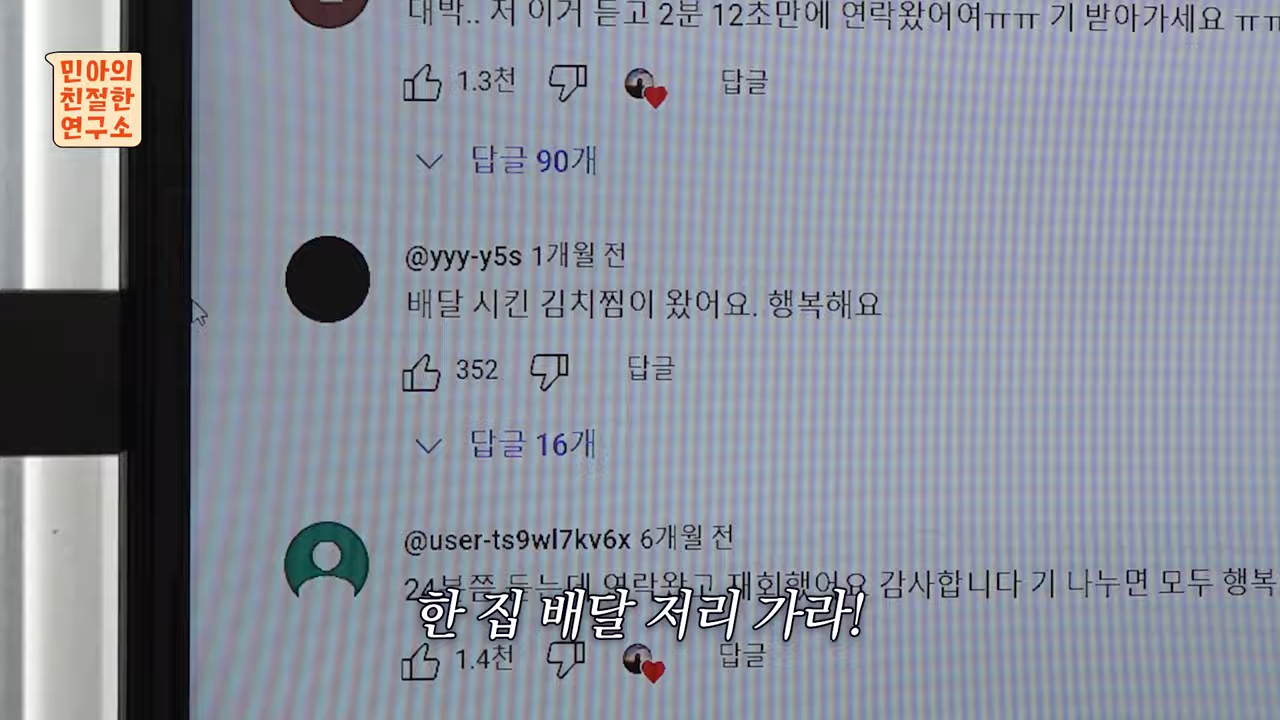 민아의
친절한
연구소
대박.. 저 이거 듣고 2분 12초만에 연락왔어여ㅠㅠ 기 받아가세요 ㅠㅠ
1.3천 답글
답글 90개
@yyy-y5s 1개월 전
배달 시킨 김치찜이 왔어요. 행복해요
352 답글
답글 16개
@user-ts9wl7kv6x 6개월 전
24분쯤 듣는데 연락왔고 재회했어요 감사합니다 기 나누면 모두 행복
한 집 배달 저리 가라!
1.4천 답글